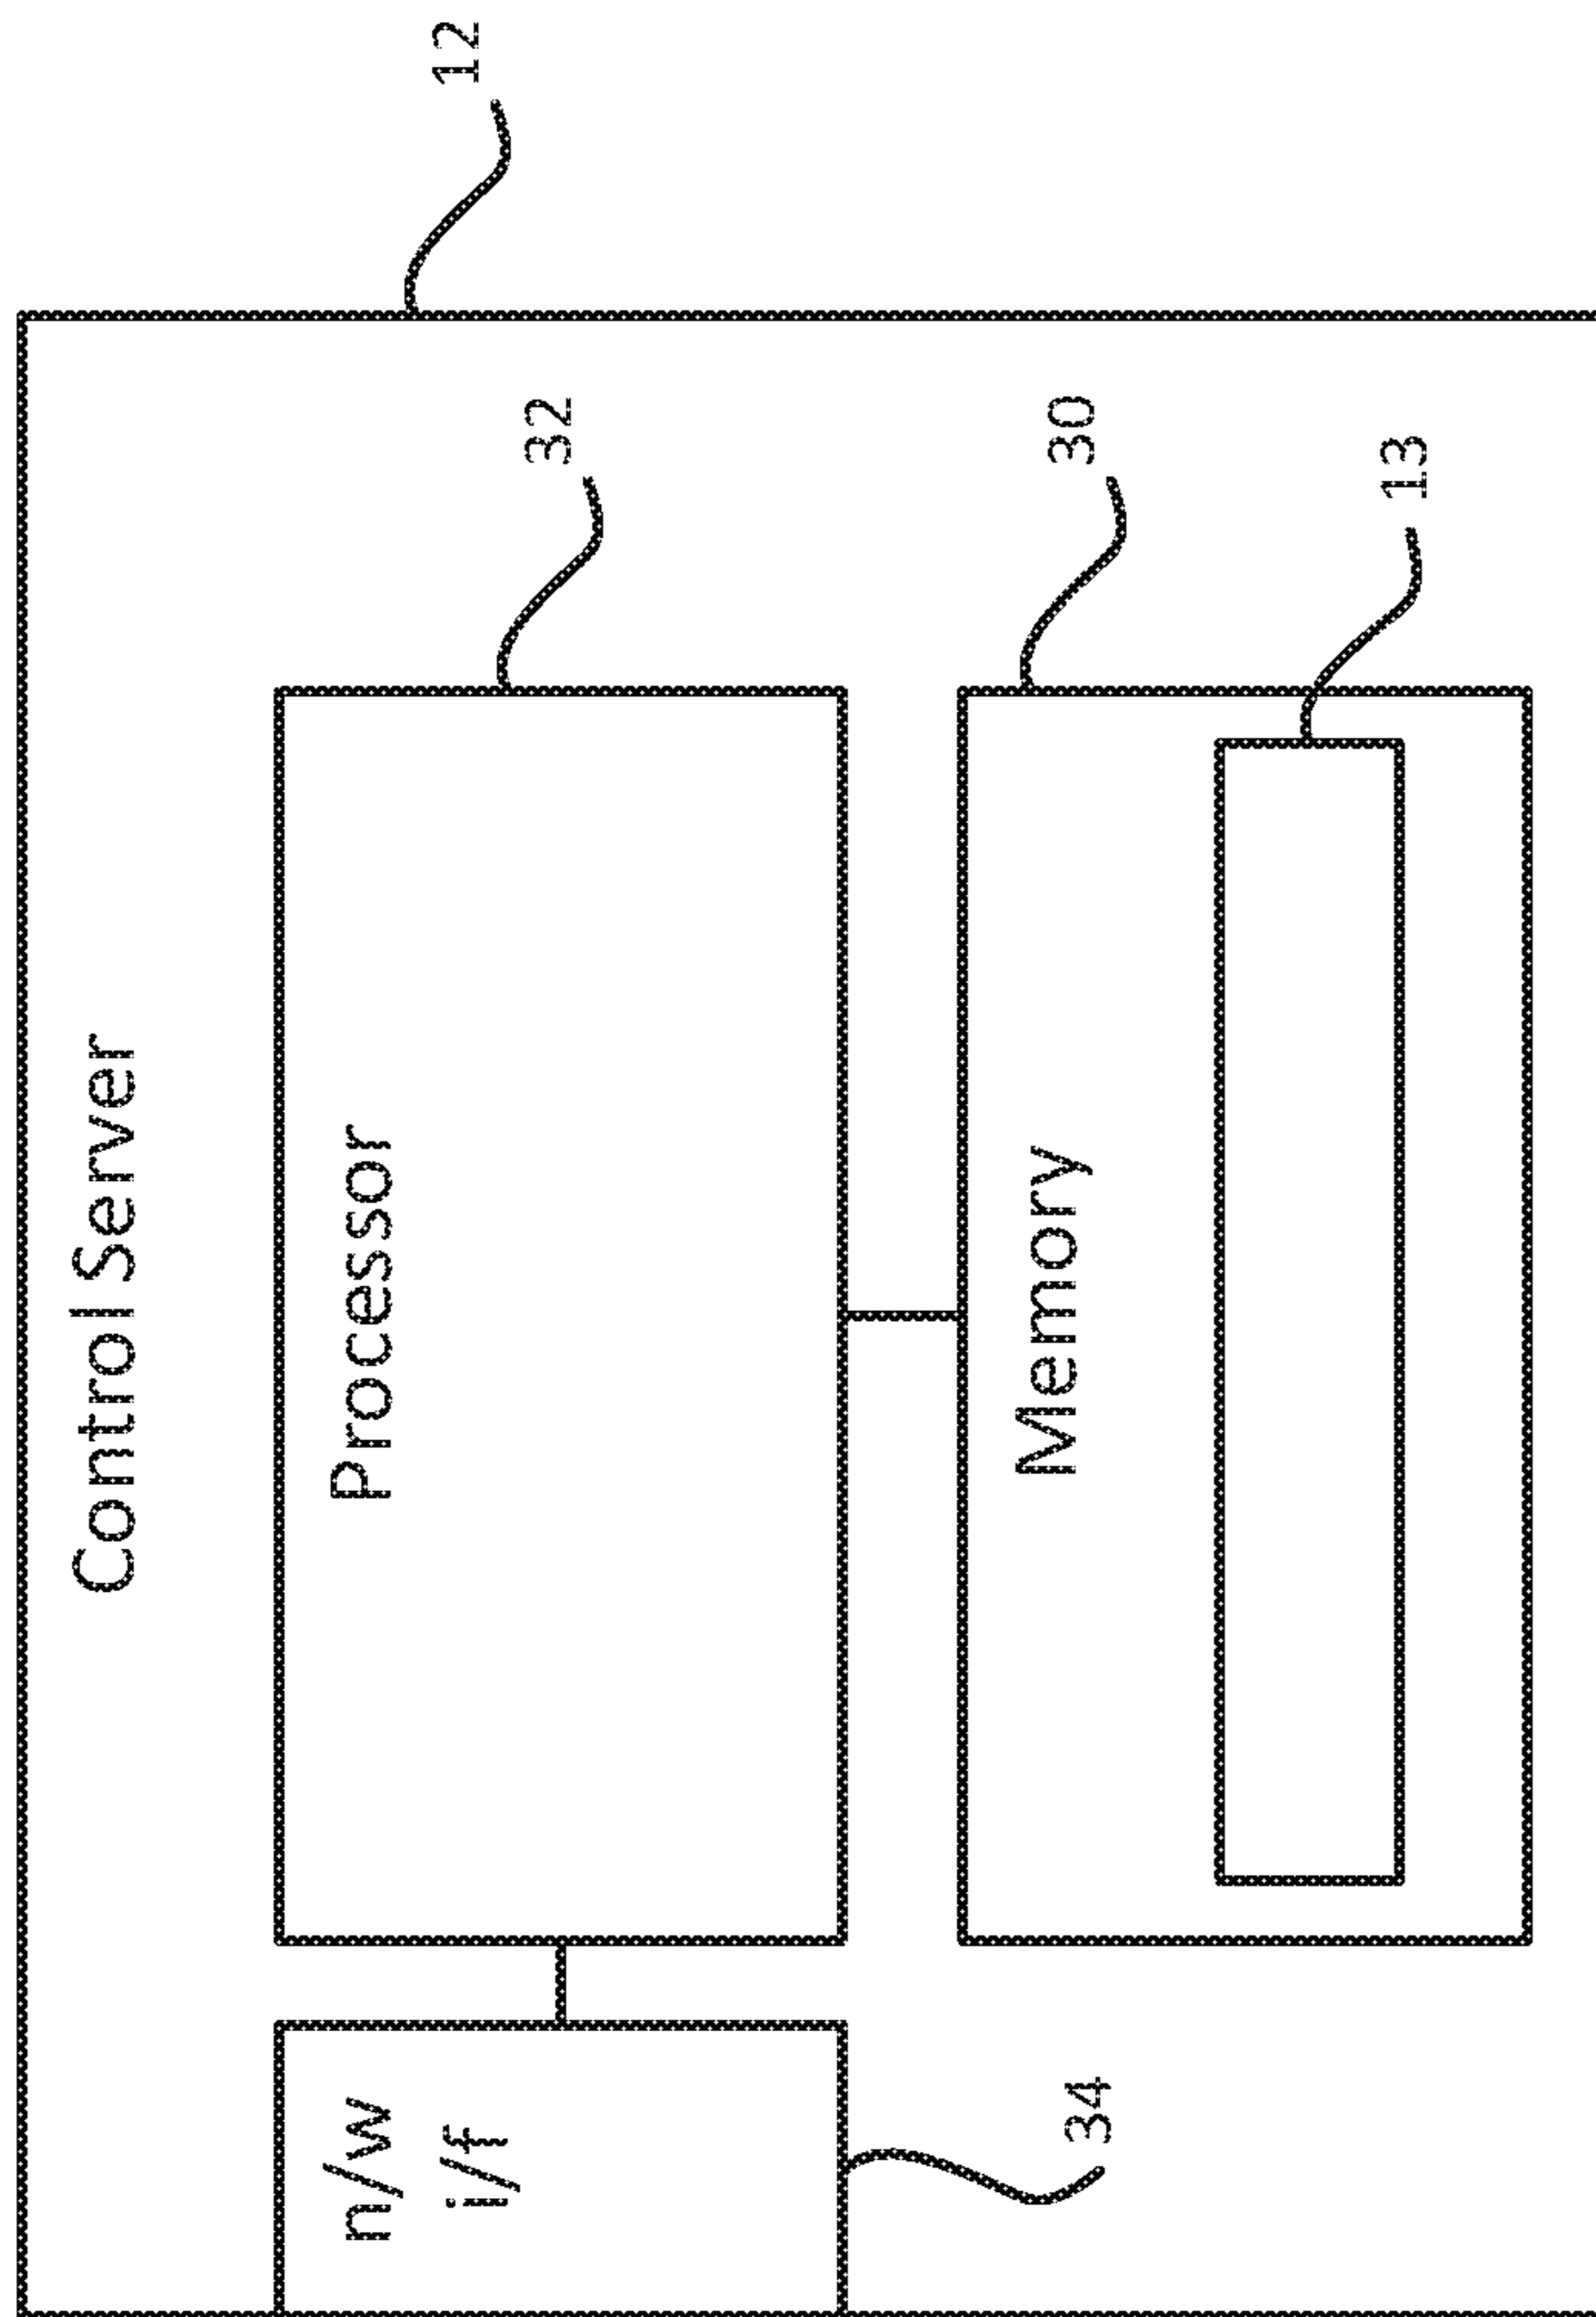 Control Server
12
n/w
i/f
Processor
32
Memory
30
13
34